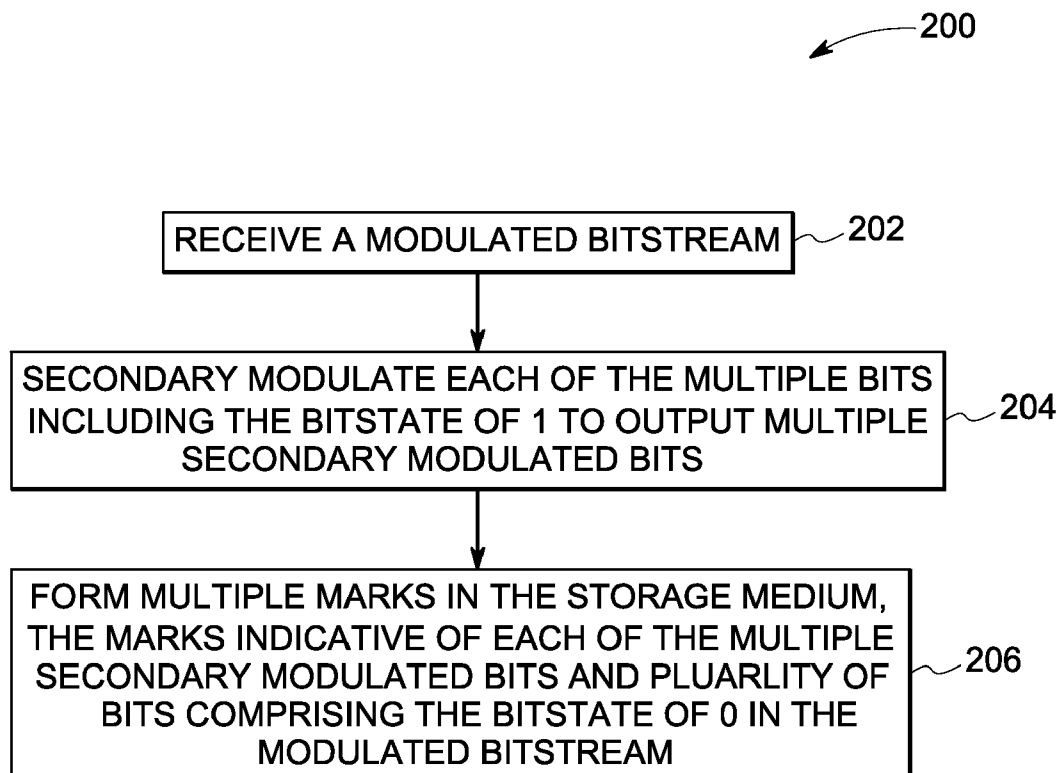 200
RECEIVE A MODULATED BITSTREAM
202
SECONDARY MODULATE EACH OF THE MULTIPLE BITS
INCLUDING THE BITSTATE OF 1 TO OUTPUT MULTIPLE
SECONDARY MODULATED BITS
204
FORM MULTIPLE MARKS IN THE STORAGE MEDIUM,
THE MARKS INDICATIVE OF EACH OF THE MULTIPLE
SECONDARY MODULATED BITS AND PLUARLITY OF
BITS COMPRISING THE BITSTATE OF 0 IN THE
MODULATED BITSTREAM
206